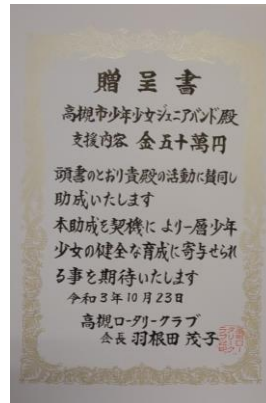 贈呈書
高槻市少年少女ジュニアバンド殿
支援内容 金五十萬円
頭書のとおり貴殿の活動に賛同し
助成いたします
本助成を契機により一層少年
少女の健全な育成に寄与せられ
る事を期待いたします
令和3年10月23日
高槻ロータリークラブ
会長 羽根田 茂子